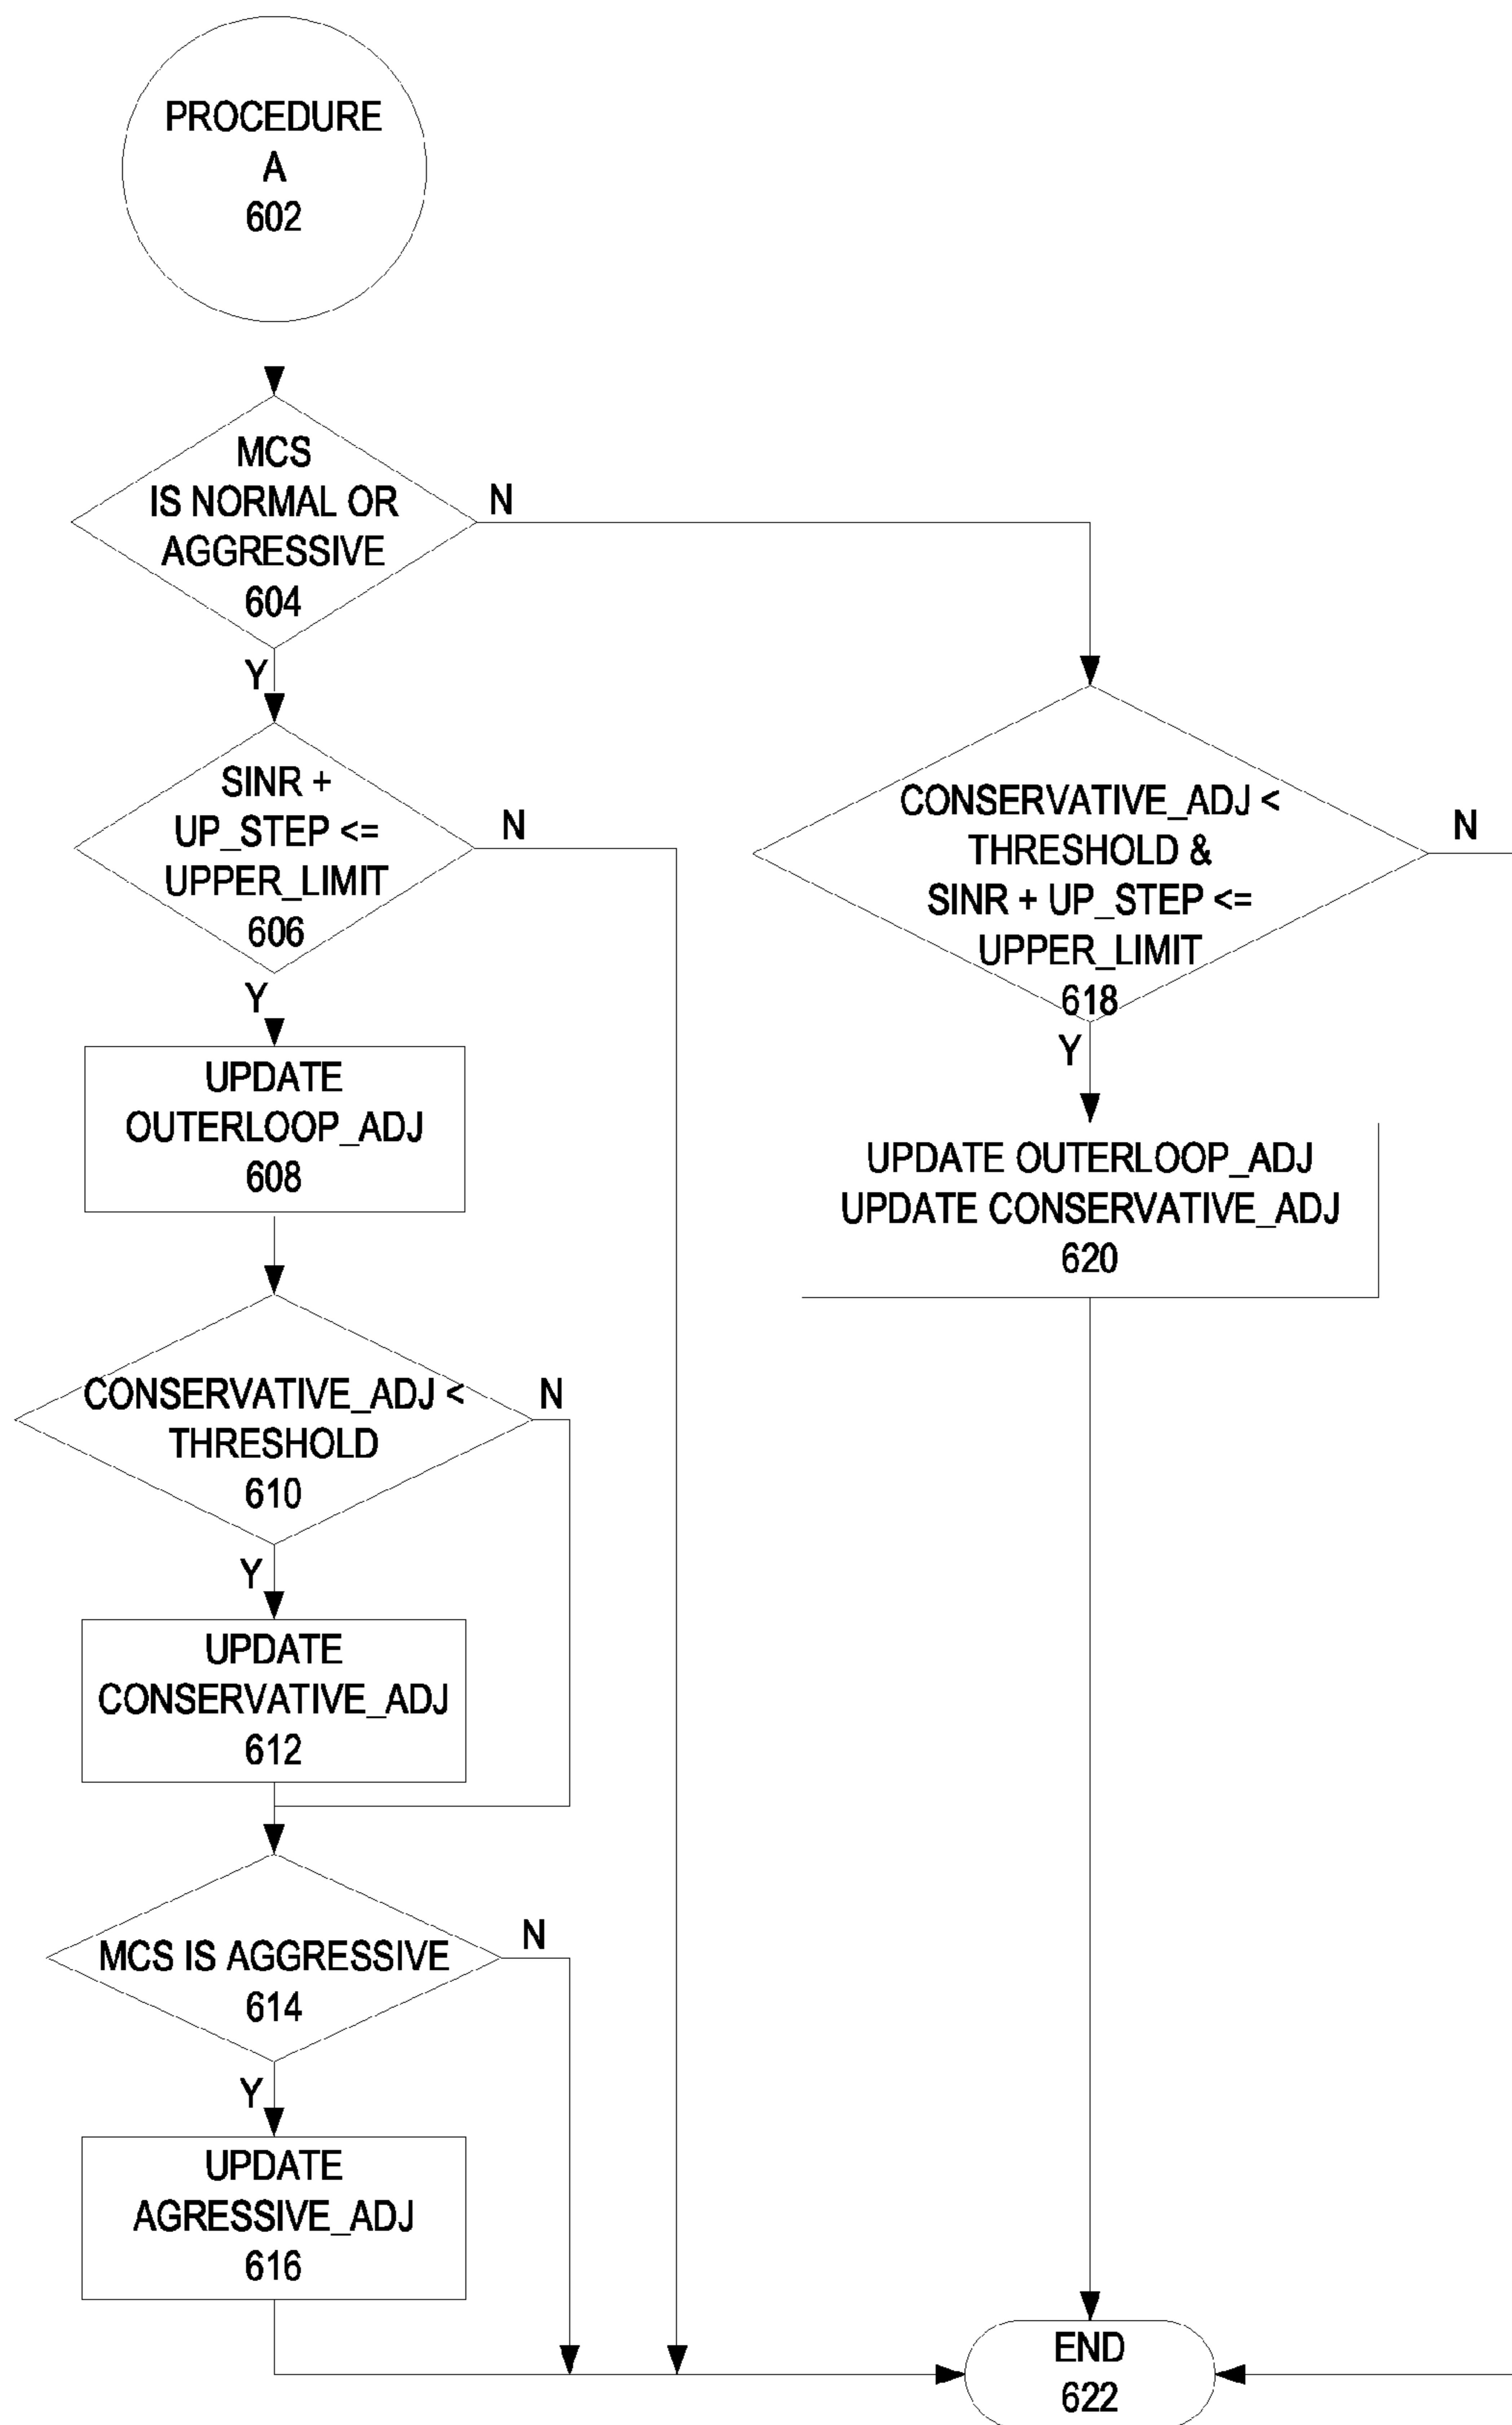 PROCEDURE
A
602
MCS
IS NORMAL OR
AGGRESSIVE
604
N
Y
SINR +
UP_STEP <=
UPPER_LIMIT
606
N
Y
UPDATE
OUTERLOOP_ADJ
608
CONSERVATIVE_ADJ <
THRESHOLD
610
N
Y
UPDATE
CONSERVATIVE_ADJ
612
MCS IS AGGRESSIVE
614
N
Y
UPDATE
AGRESSIVE_ADJ
616
CONSERVATIVE_ADJ <
THRESHOLD &
SINR + UP_STEP <=
UPPER_LIMIT
618
N
Y
UPDATE OUTERLOOP_ADJ
UPDATE CONSERVATIVE_ADJ
620
END
622